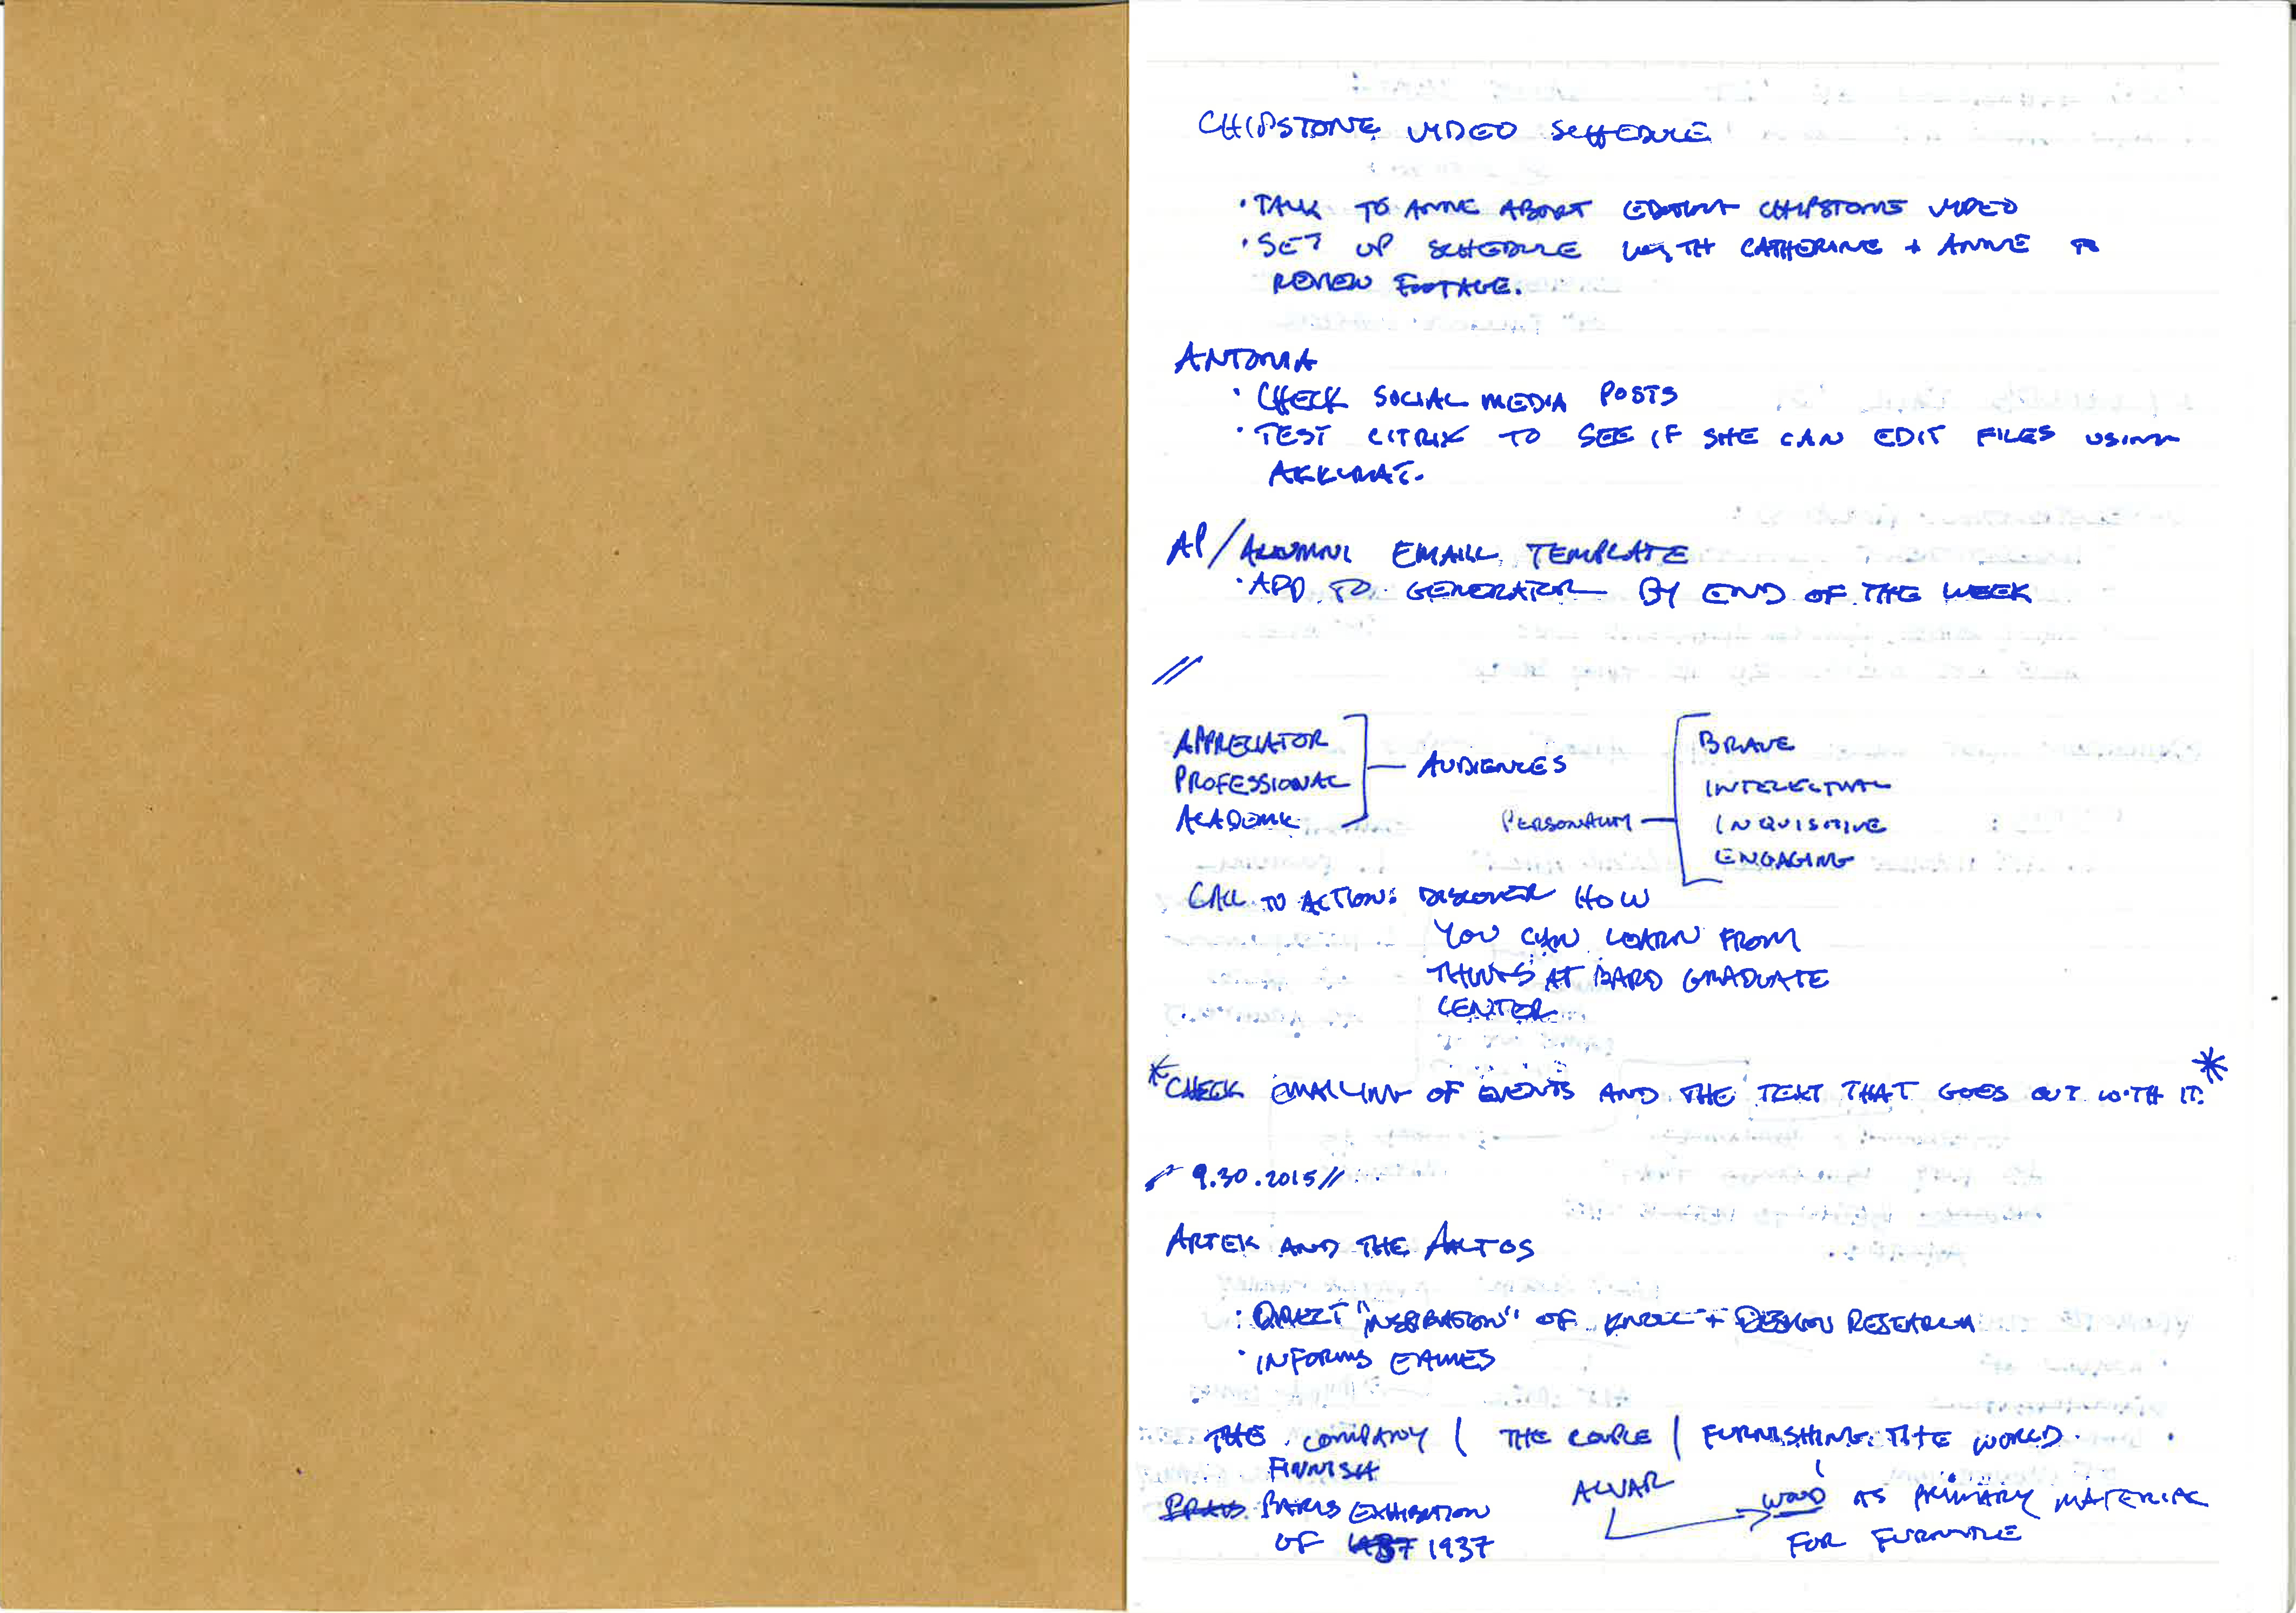 CHIPSTONE VIDEO SCHEDULE
· TALK TO ANNE ABOUT EDITING CHIPSTONE VIDEO
· SET UP SCHEDULE WITH CATHERINE + ANNE TO
REVIEW FOOTAGE.
ANTONIA
· CHECK SOCIAL MEDIA POSTS
· TEST CITRIX TO SEE IF SHE CAN EDIT FILES USING
AP/ALUMNI EMAIL TEMPLATE
· ADD TO GENERATOR BY END OF THE WEEK
//
APPRECIATOR
PROFESSIONAL
ACADEMIC
AUDIENCES
PERSONALITY
BRAVE
INTELECTUAL
INQUISITIVE
ENGAGING
CALL TO ACTION: DISCOVER HOW
YOU CAN LEARN FROM
THINGS AT BARD GRADUATE
CENTER
* CHECK EMAILING OF EVENTS AND THE TEXT THAT GOES OUT WITH IT. *
// 9.30.2015 //
ARTEK AND THE AALTOS
· DIRECT "INSPIRATION" OF KNOLL + DESIGN RESEARCH
· INFORMS EAMES
THE COMPANY | THE COUPLE | FURNISHING THE WORLD
FINNISH
PARIS EXHIBITION
OF 1937
ALVAR
WOOD AS PRIMARY MATERIAL
FOR FURNITURE